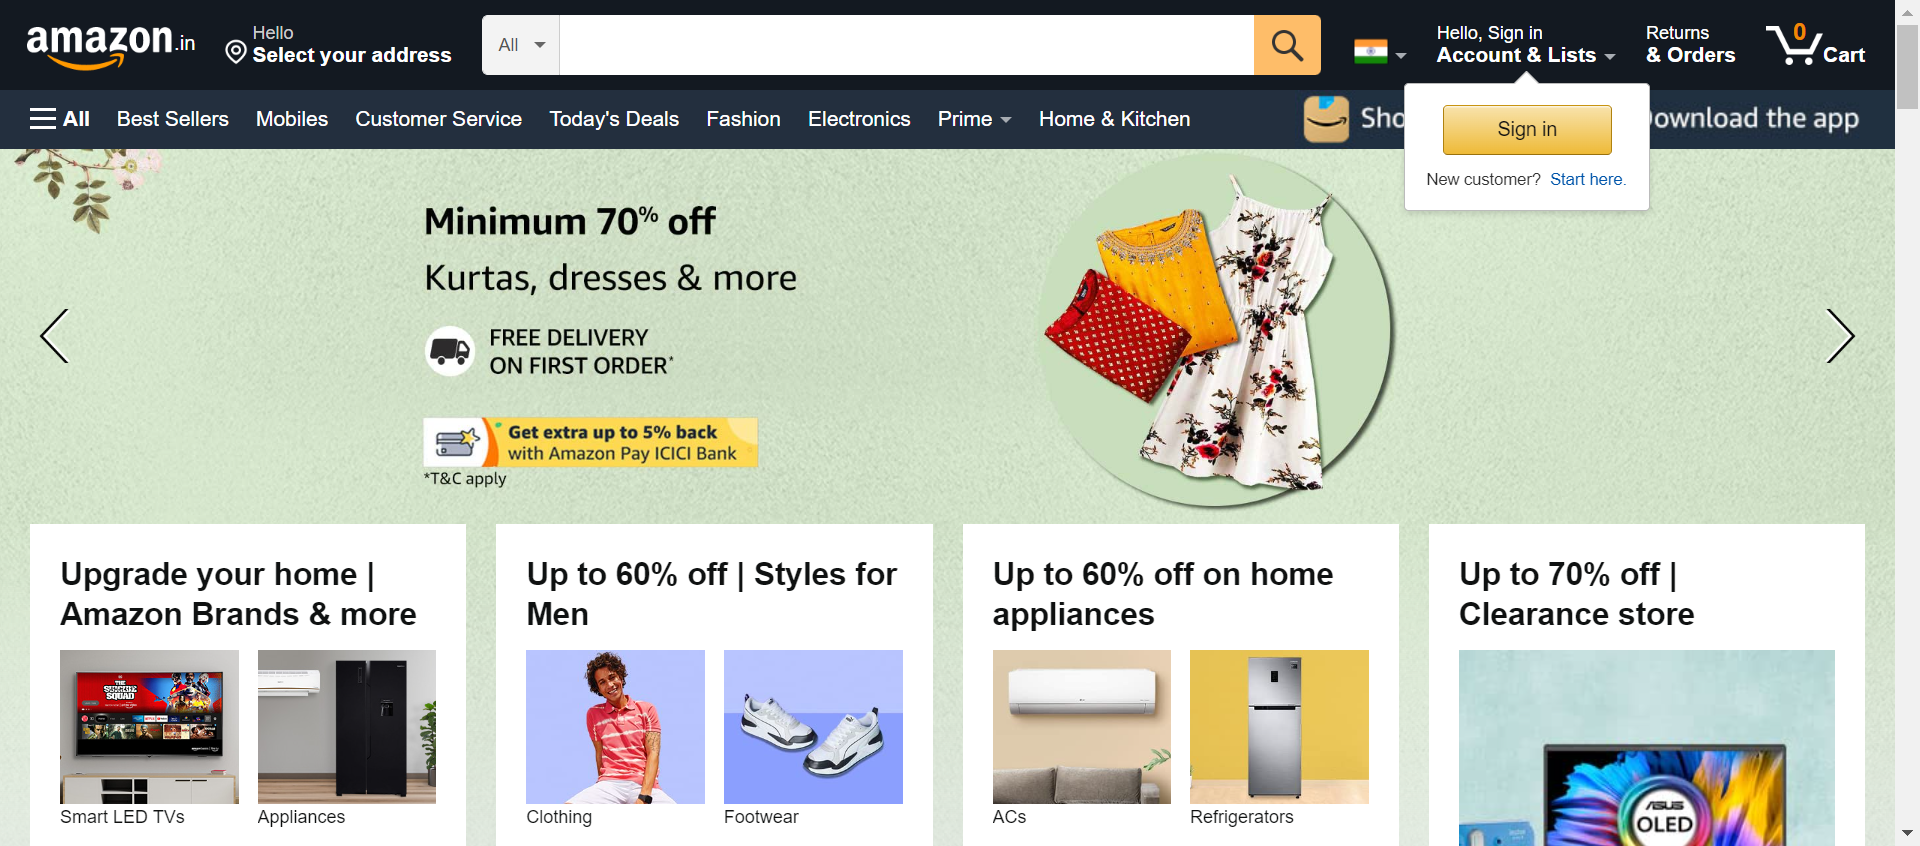 amazon.in
Hello
Select your address
All
Hello, Sign in
Account & Lists
Returns
& Orders
0
Cart
All
Best Sellers
Mobiles
Customer Service
Today's Deals
Fashion
Electronics
Prime
Home & Kitchen
Sho
ownload the app
Sign in
New customer? Start here.
Minimum 70% off
Kurtas, dresses & more
FREE DELIVERY
ON FIRST ORDER*
Get extra up to 5% back
with Amazon Pay ICICI Bank
*T&C apply
Upgrade your home |
Amazon Brands & more
THE
SUICIDE
SQUAD
Smart LED TVs
Appliances
Up to 60% off | Styles for
Men
Clothing
Footwear
Up to 60% off on home
appliances
ACs
Refrigerators
Up to 70% off |
Clearance store
ASUS
OLED